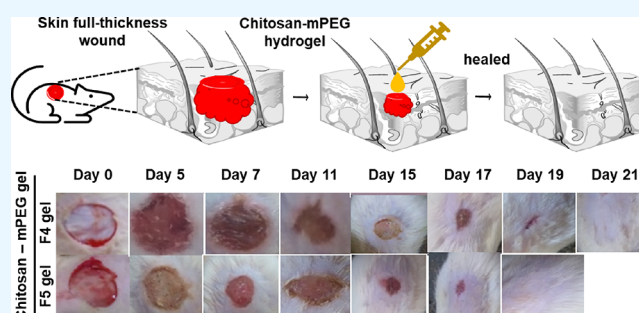 Skin full-thickness
wound
Chitosan-mPEG
hydrogel
healed
Day 0 Day 5 Day 7 Day 11 Day 15 Day 17 Day 19 Day 21
Chitosan – mPEG gel
F4 gel
F5 gel